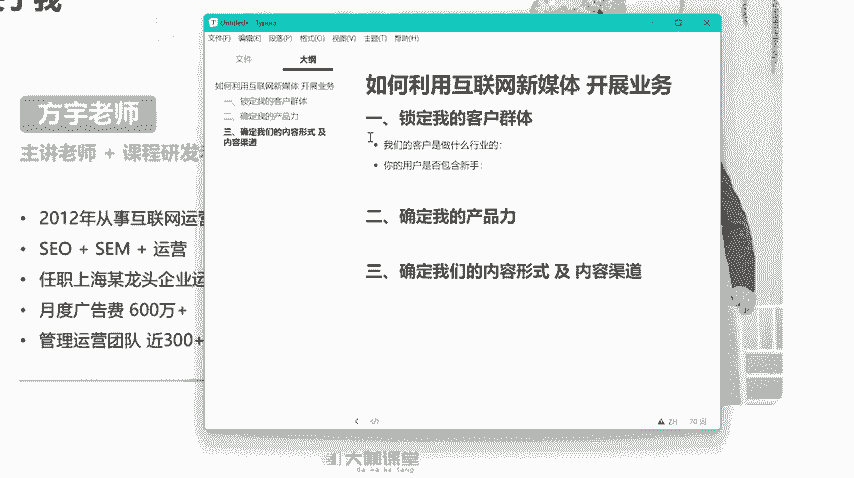 于我
方宇老师
主讲老师 + 课程研发
2012年从事互联网运营
SEO + SEM + 运营
任职上海某龙头企业运
月度广告费 600万+
管理运营团队 近300+
Untitled• - Typora
文件(F) 编辑(E) 段落(P) 格式(O) 视图(V) 主题(T) 帮助(H)
文件 大纲
如何利用互联网新媒体 开展业务
一、锁定我的客户群体
二、确定我的产品力
三、确定我们的内容形式 及
内容渠道
如何利用互联网新媒体 开展业务
一、锁定我的客户群体
我们的客户是做什么行业的:
你的用户是否包含新手:
二、确定我的产品力
三、确定我们的内容形式 及 内容渠道
ZH 70 词
大咖课堂
da ka ke tang